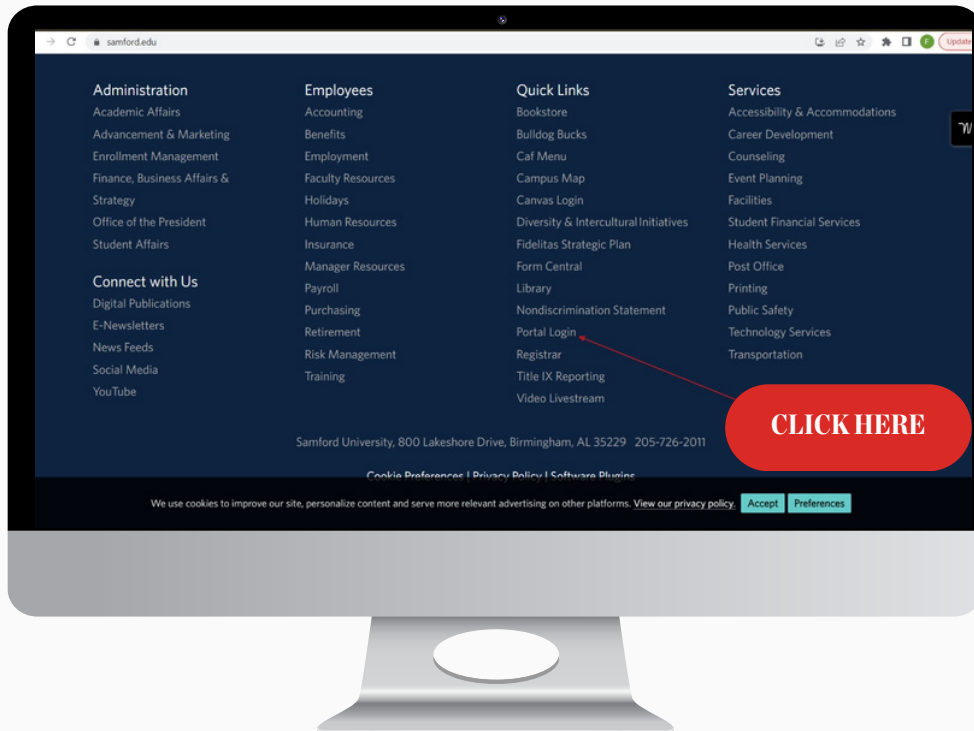 samford.edu
Update
Administration
Academic Affairs
Advancement & Marketing
Enrollment Management
Finance, Business Affairs &
Strategy
Office of the President
Student Affairs
Connect with Us
Digital Publications
E-Newsletters
News Feeds
Social Media
YouTube
Employees
Accounting
Benefits
Employment
Faculty Resources
Holidays
Human Resources
Insurance
Manager Resources
Payroll
Purchasing
Retirement
Risk Management
Training
Quick Links
Bookstore
Bulldog Bucks
Caf Menu
Campus Map
Canvas Login
Diversity & Intercultural Initiatives
Fidelitas Strategic Plan
Form Central
Library
Nondiscrimination Statement
Portal Login
Registrar
Title IX Reporting
Video Livestream
Services
Accessibility & Accommodations
Career Development
Counseling
Event Planning
Facilities
Student Financial Services
Health Services
Post Office
Printing
Public Safety
Technology Services
Transportation
CLICK HERE
Samford University, 800 Lakeshore Drive, Birmingham, AL 35229 205-726-2011
Cookie Preferences | Privacy Policy | Software Plugins
We use cookies to improve our site, personalize content and serve more relevant advertising on other platforms. View our privacy policy. Accept Preferences